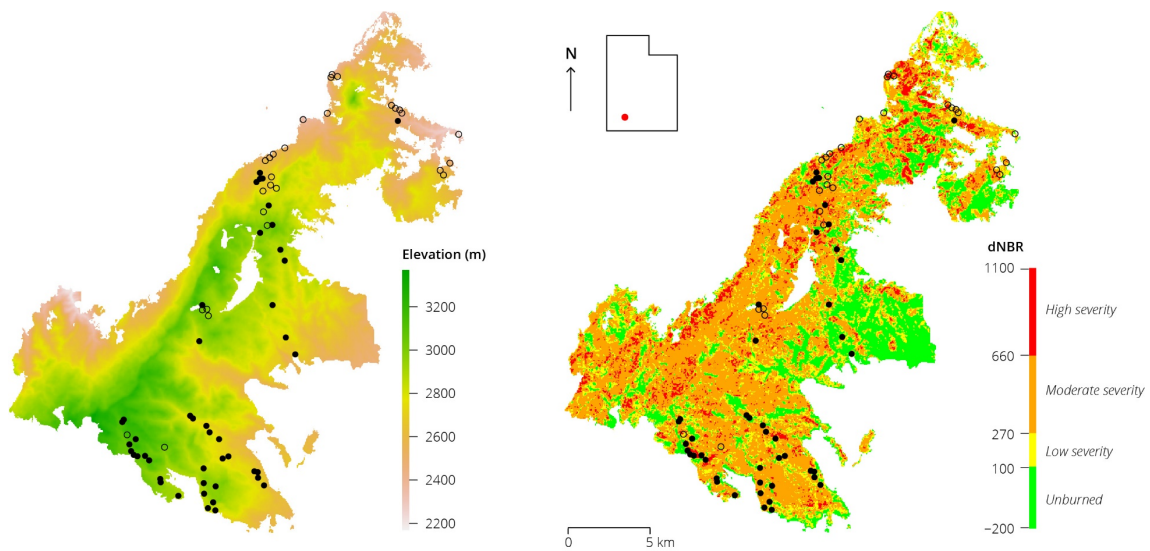 Elevation (m)
3200
3000
2800
2600
2400
2200
N
0
5 km
dNBR
1100
High severity
660
Moderate severity
270
Low severity
100
Unburned
−200